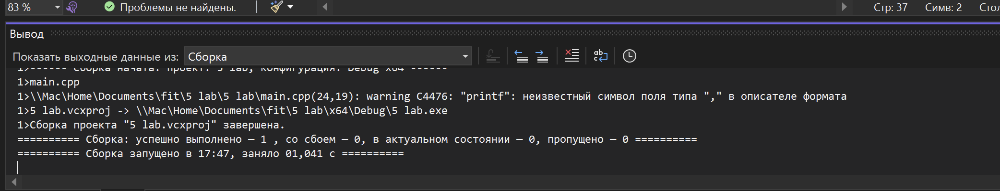 83 % Проблемы не найдены. Стр: 37 Симв: 2
Вывод
Показать выходные данные из: Сборка
1>------ Сборка начата: проект: 5 lab, Конфигурация: Debug x64 ------
1>main.cpp
1>\\Mac\Home\Documents\fit\5 lab\5 lab\main.cpp(24,19): warning C4476: "printf": неизвестный символ поля типа "," в описателе формата
1>5 lab.vcxproj -> \\Mac\Home\Documents\fit\5 lab\x64\Debug\5 lab.exe
1>Сборка проекта "5 lab.vcxproj" завершена.
========== Сборка: успешно выполнено — 1 , со сбоем — 0, в актуальном состоянии — 0, пропущено — 0 ==========
========== Сборка запущено в 17:47, заняло 01,041 с ==========